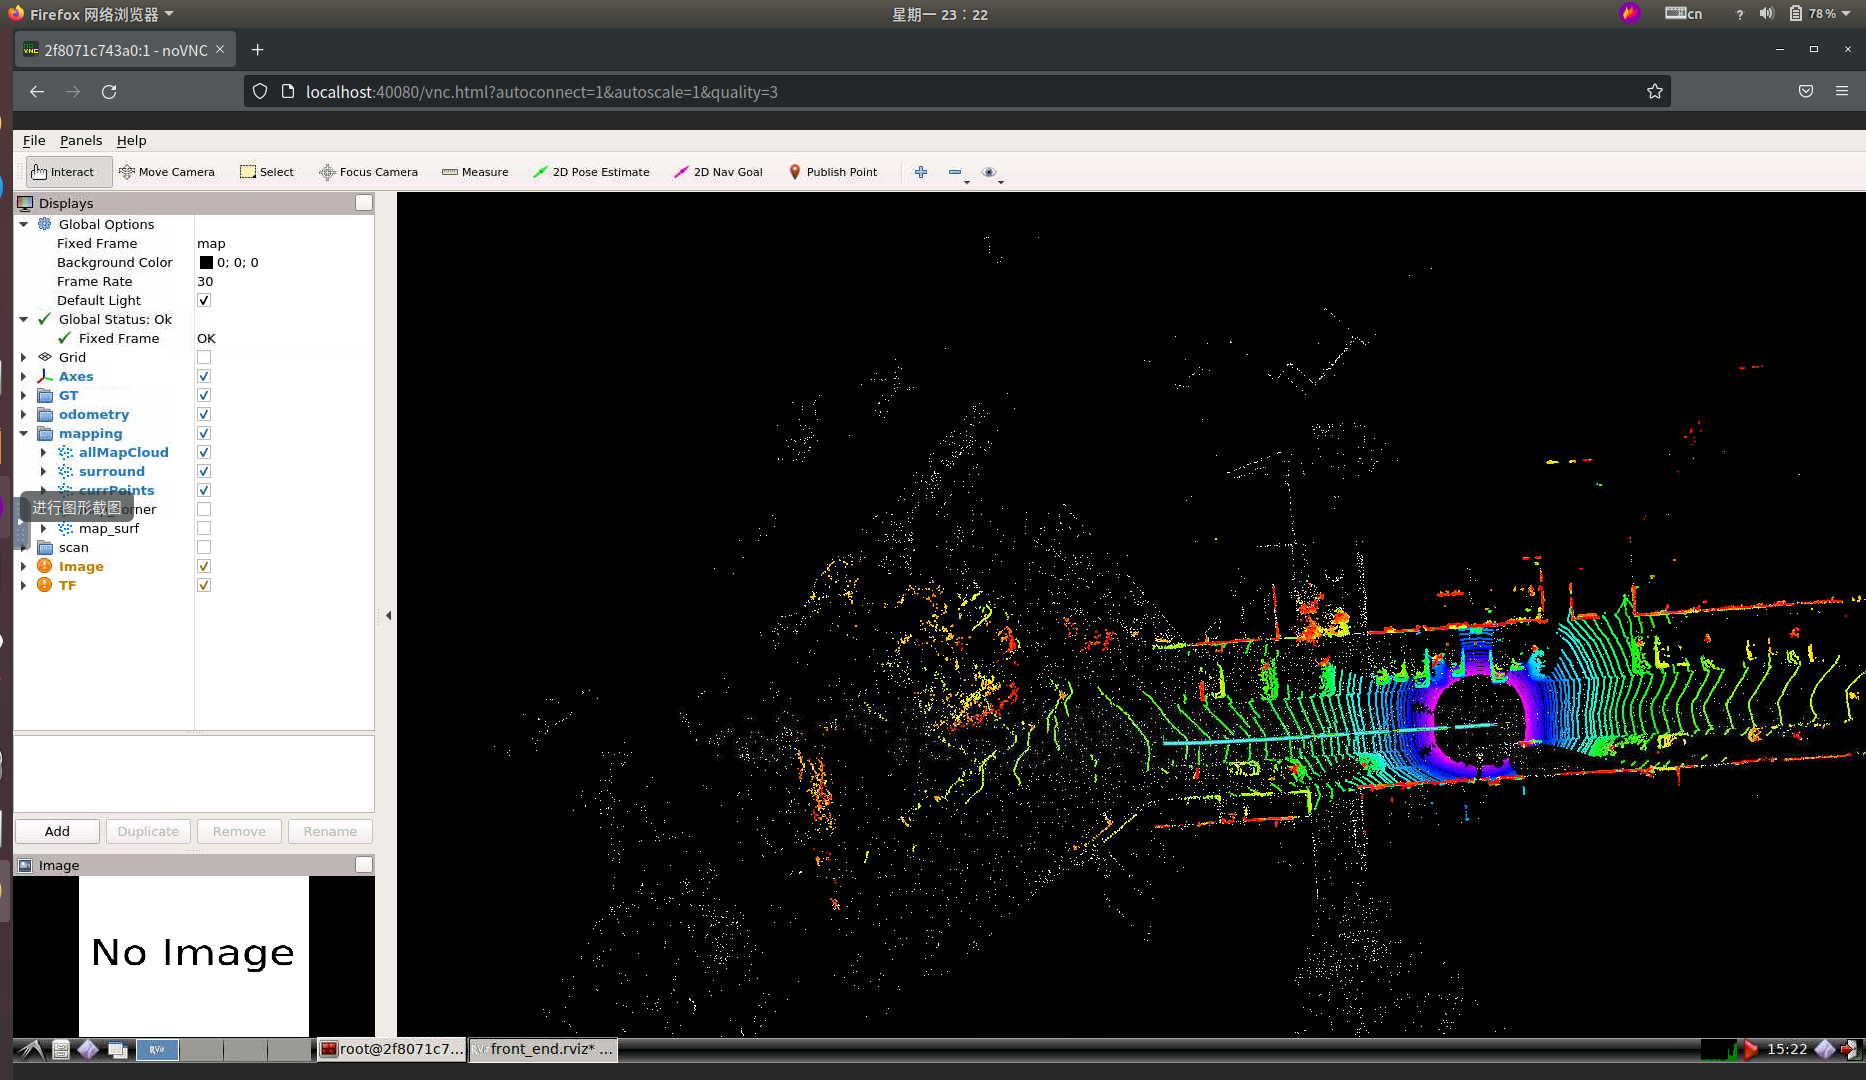 Firefox 网络浏览器
星期一 23：22
cn
?
78%
2f8071c743a0:1 - noVNC
localhost:40080/vnc.html?autoconnect=1&autoscale=1&quality=3
File Panels Help
Interact Move Camera Select Focus Camera Measure 2D Pose Estimate 2D Nav Goal Publish Point
Displays
Global Options
Fixed Frame map
Background Color 0; 0; 0
Frame Rate 30
Default Light
Global Status: Ok
Fixed Frame OK
Grid
Axes
GT
odometry
mapping
allMapCloud
surround
currPoints
进行图形截图
orner
map_surf
scan
Image
TF
Add Duplicate Remove Rename
Image
No Image
RViz
root@2f8071c7...
front_end.rviz* ...
15:22